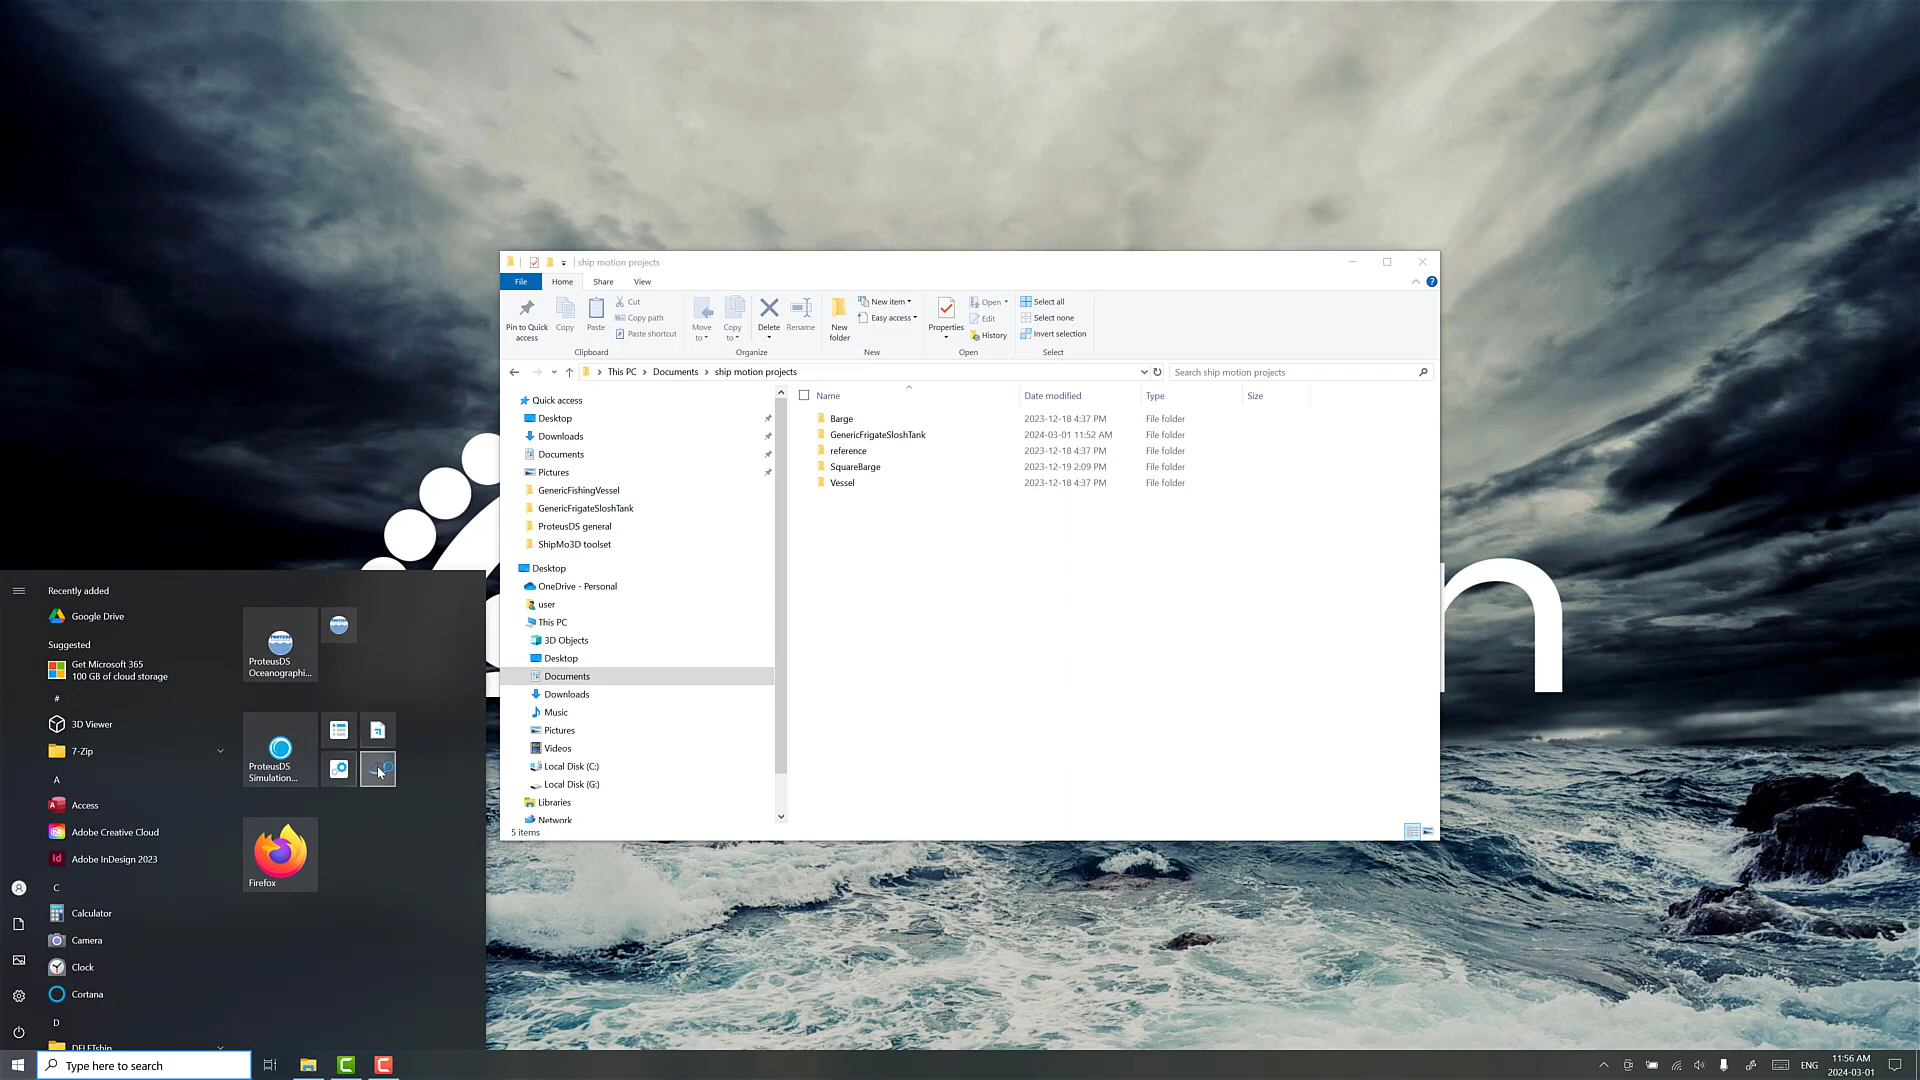 ship motion projects
File
Home
Share
View
Pin to Quick access
Copy
Paste
Cut
Copy path
Paste shortcut
Clipboard
Move to
Copy to
Delete
Rename
Organize
New folder
New item
Easy access
New
Properties
Open
Edit
History
Open
Select all
Select none
Invert selection
Select
This PC
Documents
ship motion projects
Search ship motion projects
Name
Date modified
Type
Size
Quick access
Desktop
Downloads
Documents
Pictures
GenericFishingVessel
GenericFrigateSloshTank
ProteusDS general
ShipMo3D toolset
Desktop
OneDrive - Personal
user
This PC
3D Objects
Desktop
Documents
Downloads
Music
Pictures
Videos
Local Disk (C:)
Local Disk (G:)
Libraries
Network
Barge 2023-12-18 4:37 PM File folder
GenericFrigateSloshTank 2024-03-01 11:52 AM File folder
reference 2023-12-18 4:37 PM File folder
SquareBarge 2023-12-19 2:09 PM File folder
Vessel 2023-12-18 4:37 PM File folder
5 items
n
Recently added
Google Drive
Suggested
Get Microsoft 365
100 GB of cloud storage
#
3D Viewer
7-Zip
A
Access
Adobe Creative Cloud
Adobe InDesign 2023
C
Calculator
Camera
Clock
Cortana
D
DELFTship
ProteusDS
Oceanographi...
ProteusDS
Simulation...
Firefox
Type here to search
ENG
11:56 AM
2024-03-01